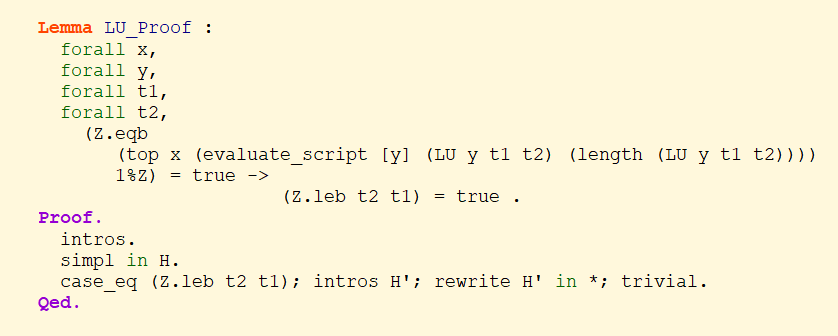 Lemma LU_Proof :
forall x,
forall y,
forall t1,
forall t2,
(Z.eqb
(top x (evaluate_script [y] (LU y t1 t2) (length (LU y t1 t2))))
1%Z) = true ->
(Z.leb t2 t1) = true .
Proof.
intros.
simpl in H.
case_eq (Z.leb t2 t1); intros H'; rewrite H' in *; trivial.
Qed.